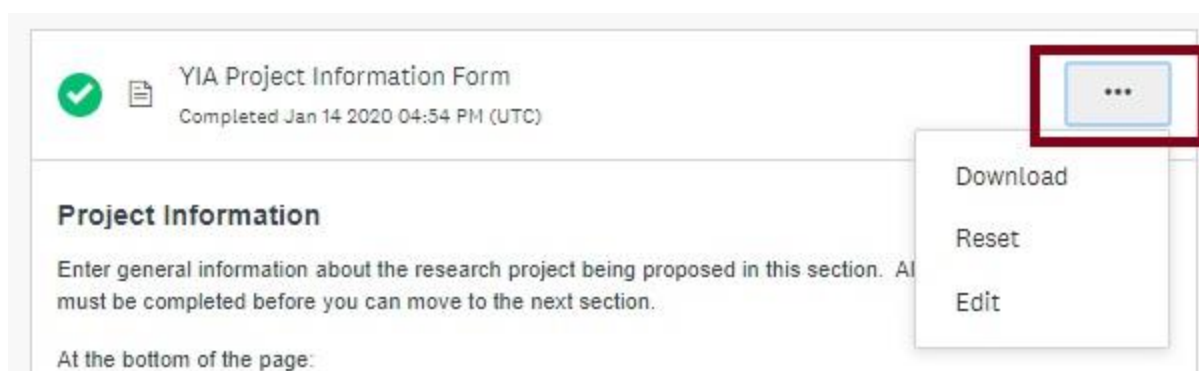 YIA Project Information Form
Completed Jan 14 2020 04:54 PM (UTC)
...
Download
Reset
Edit
Project Information
Enter general information about the research project being proposed in this section.
must be completed before you can move to the next section.
At the bottom of the page: